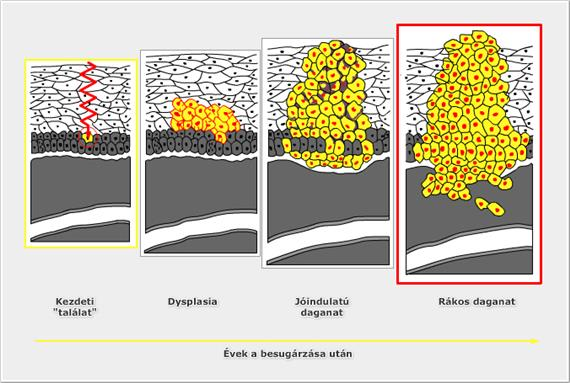 Kezdeti
"találat"
Dysplasia
Jóindulatú
daganat
Rákos daganat
Évek a besugárzása után